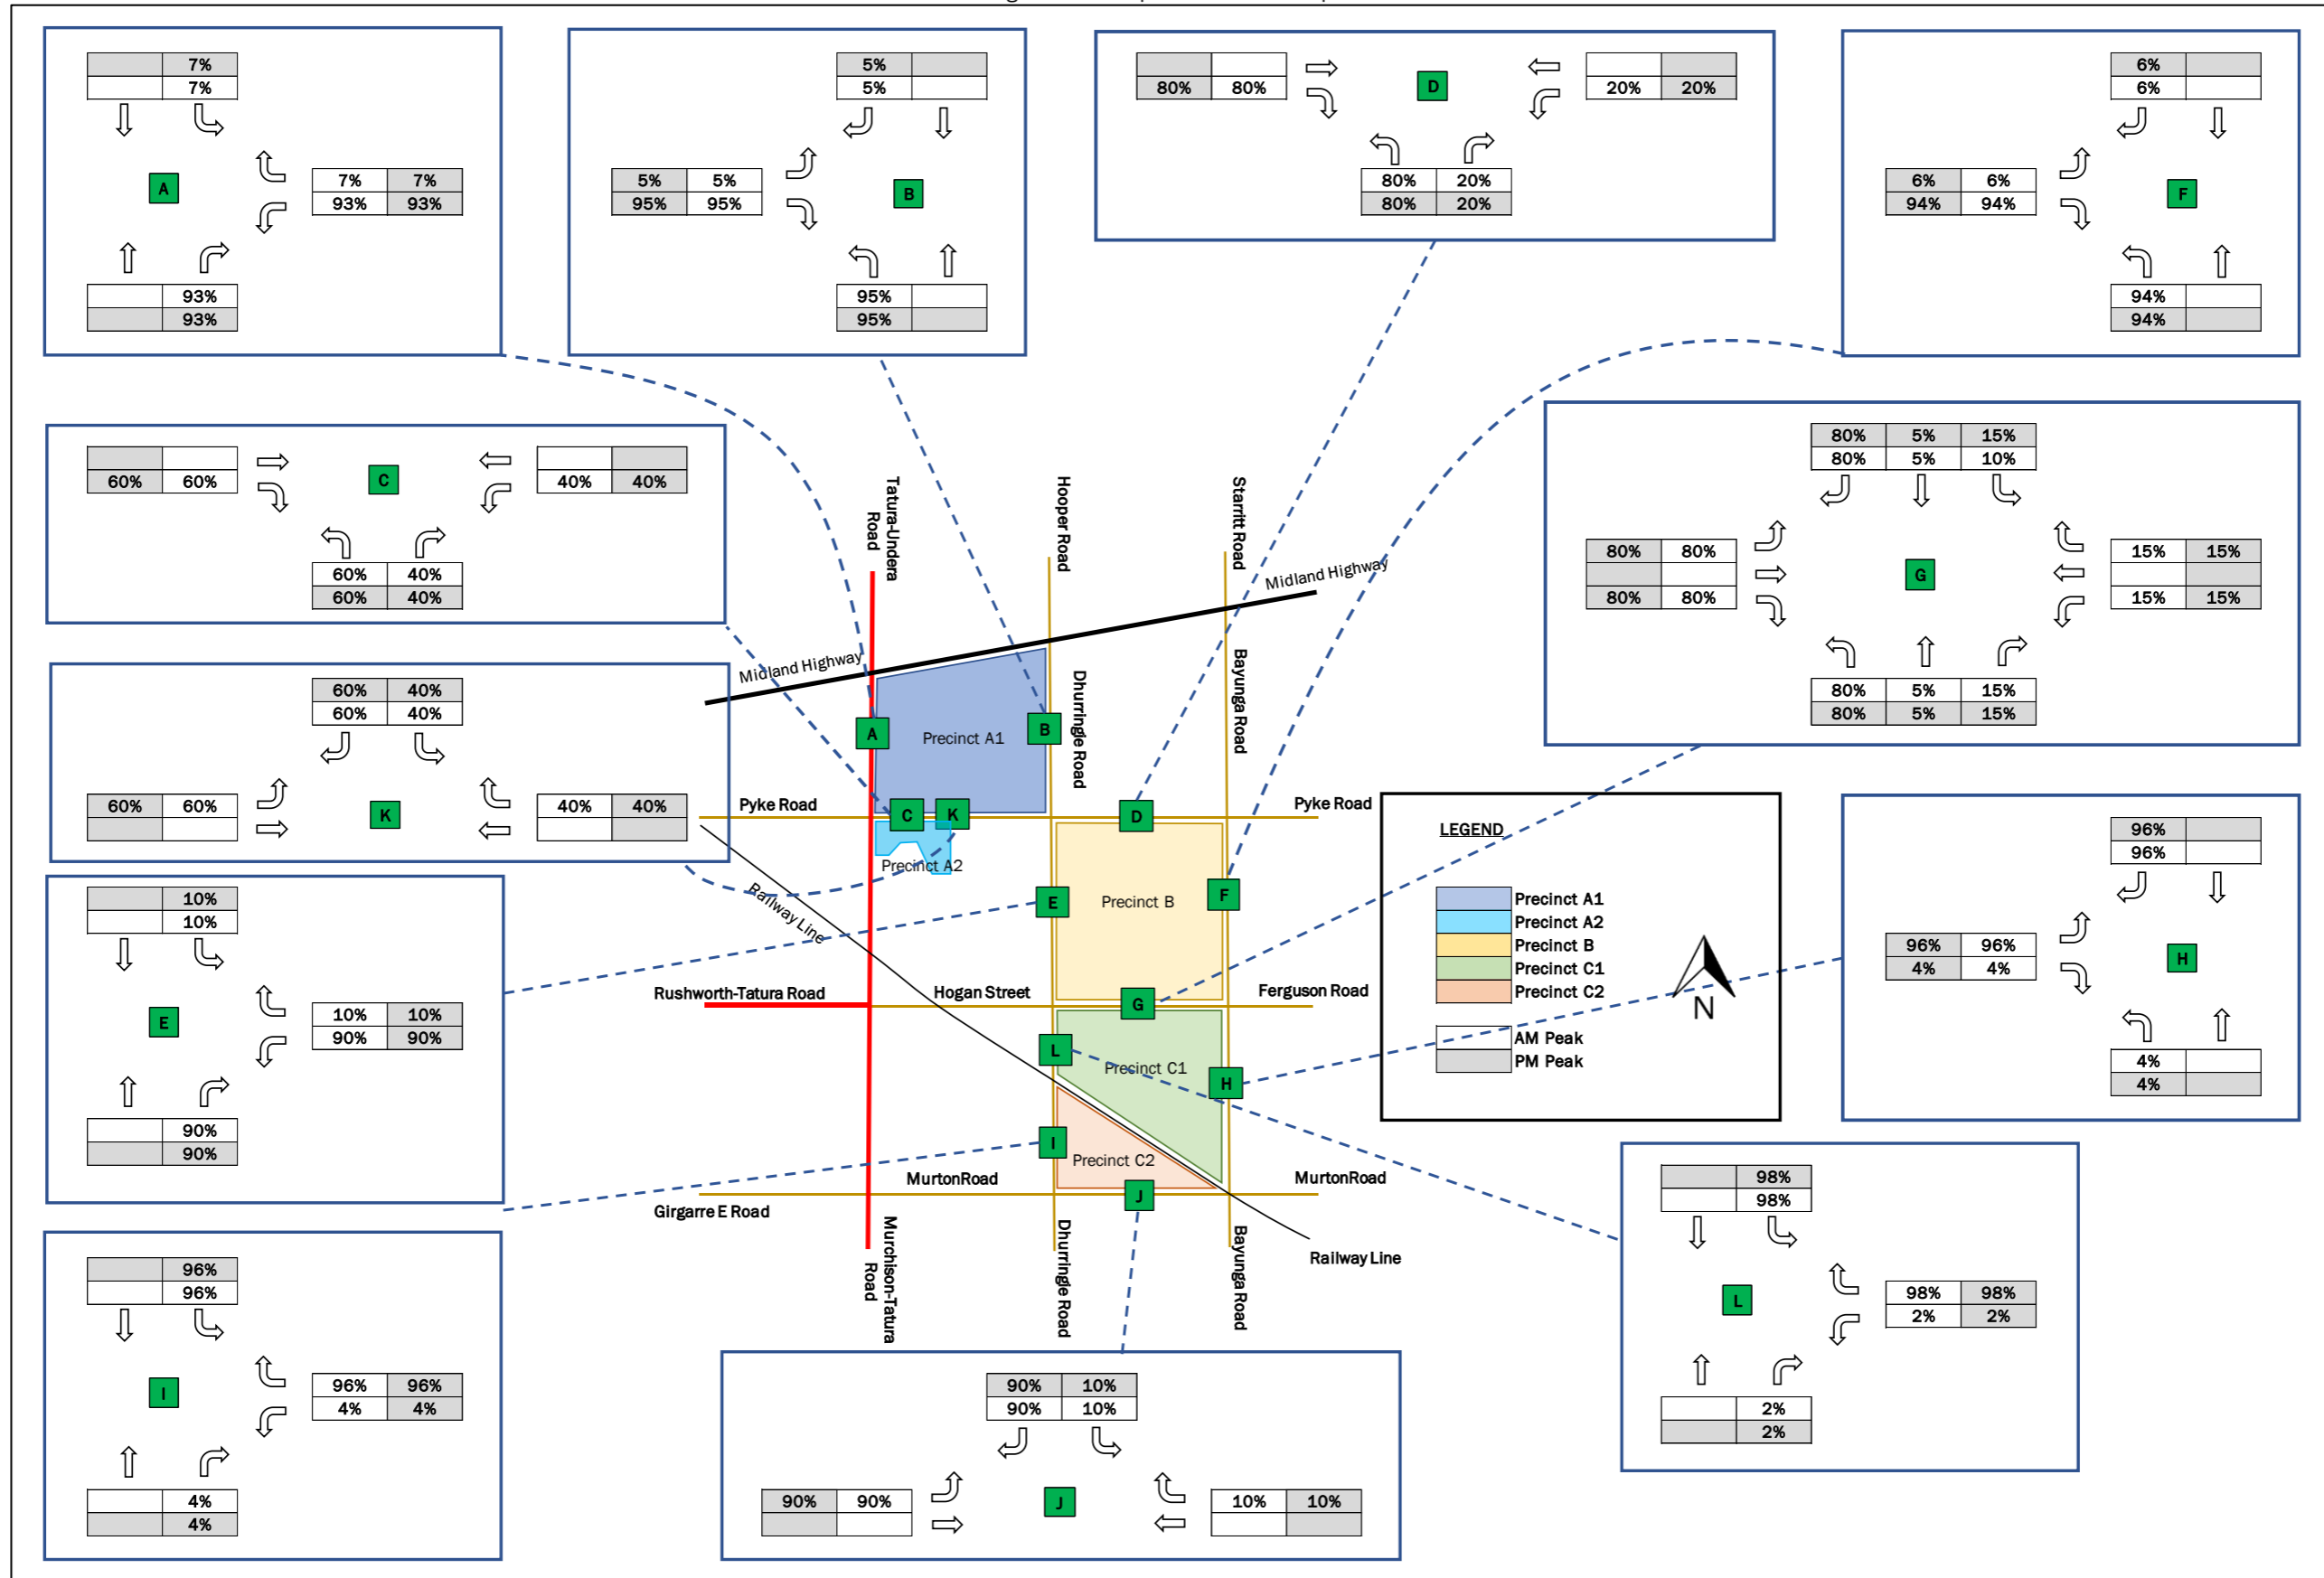 7%
7%
A
7% 7%
93% 93%
93%
93%
5%
5%
5% 5%
95% 95%
B
95%
95%
D
80% 80%
20% 20%
80% 20%
80% 20%
6%
6%
6% 6%
94% 94%
F
94%
94%
C
60% 60%
40% 40%
60% 40%
60% 40%
80% 5% 15%
80% 5% 10%
80% 80%
80% 80%
G
15% 15%
15% 15%
80% 5% 15%
80% 5% 15%
60% 40%
60% 40%
60% 60%
K
40% 40%
Tatura-Undera
Road
Hooper Road
Starritt Road
Midland Highway
Midland Highway
Dhurringle Road
Bayunga Road
A
Precinct A1
B
Pyke Road
C
K
D
Pyke Road
Precinct A2
Railway Line
E
Precinct B
F
Rushworth-Tatura Road
Hogan Street
G
Ferguson Road
L
Precinct C1
H
I
Precinct C2
MurtonRoad
J
MurtonRoad
Girgarre E Road
Murchison-Tatura
Road
Dhurringle Road
Bayunga Road
Railway Line
LEGEND
Precinct A1
Precinct A2
Precinct B
Precinct C1
Precinct C2
AM Peak
PM Peak
N
96%
96%
96% 96%
4% 4%
H
4%
4%
10%
10%
E
10% 10%
90% 90%
90%
90%
98%
98%
L
98% 98%
2% 2%
2%
2%
96%
96%
I
96% 96%
4% 4%
4%
4%
90% 10%
90% 10%
90% 90%
J
10% 10%